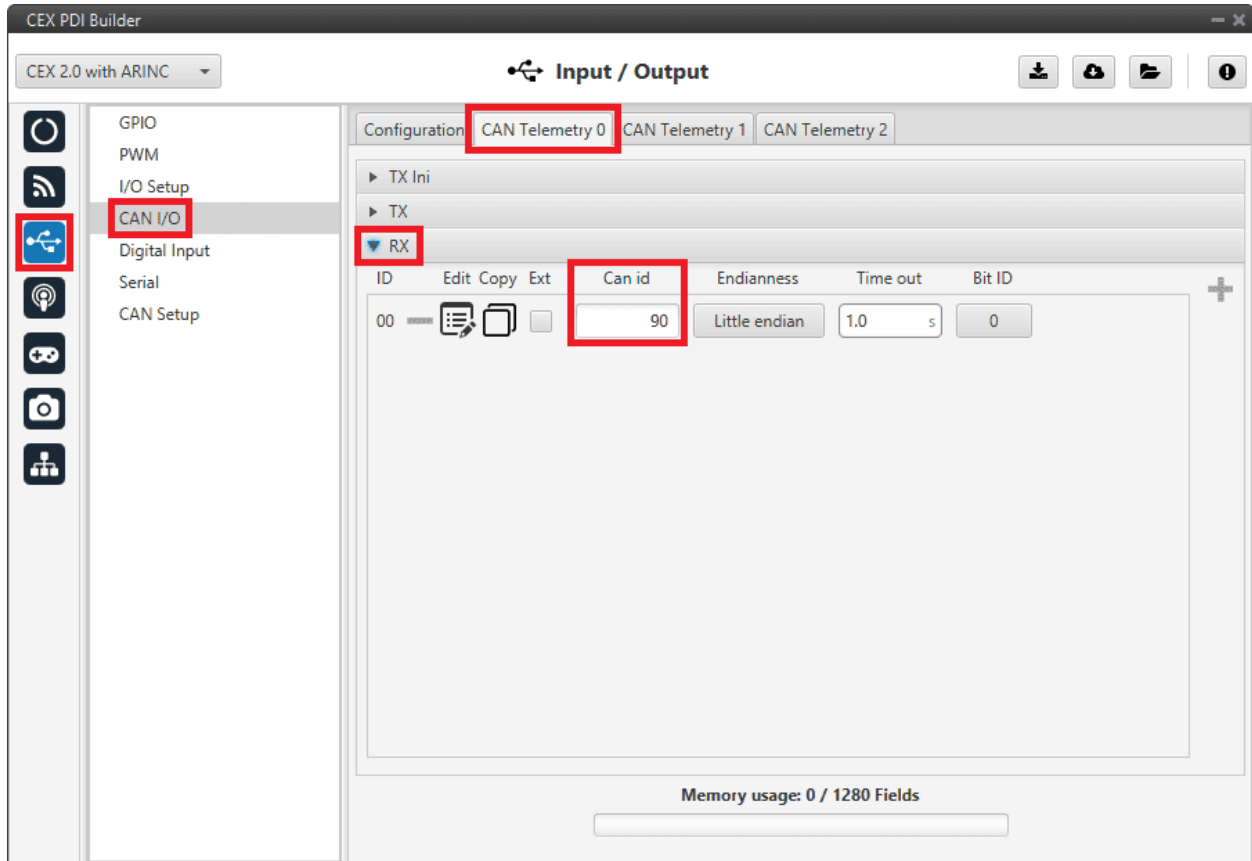 CEX PDI Builder
CEX 2.0 with ARINC
Input / Output
GPIO
PWM
I/O Setup
CAN I/O
Digital Input
Serial
CAN Setup
Configuration CAN Telemetry 0 CAN Telemetry 1 CAN Telemetry 2
TX Ini
TX
RX
ID Edit Copy Ext Can id Endianness Time out Bit ID
00 90 Little endian 1.0 s 0
Memory usage: 0 / 1280 Fields